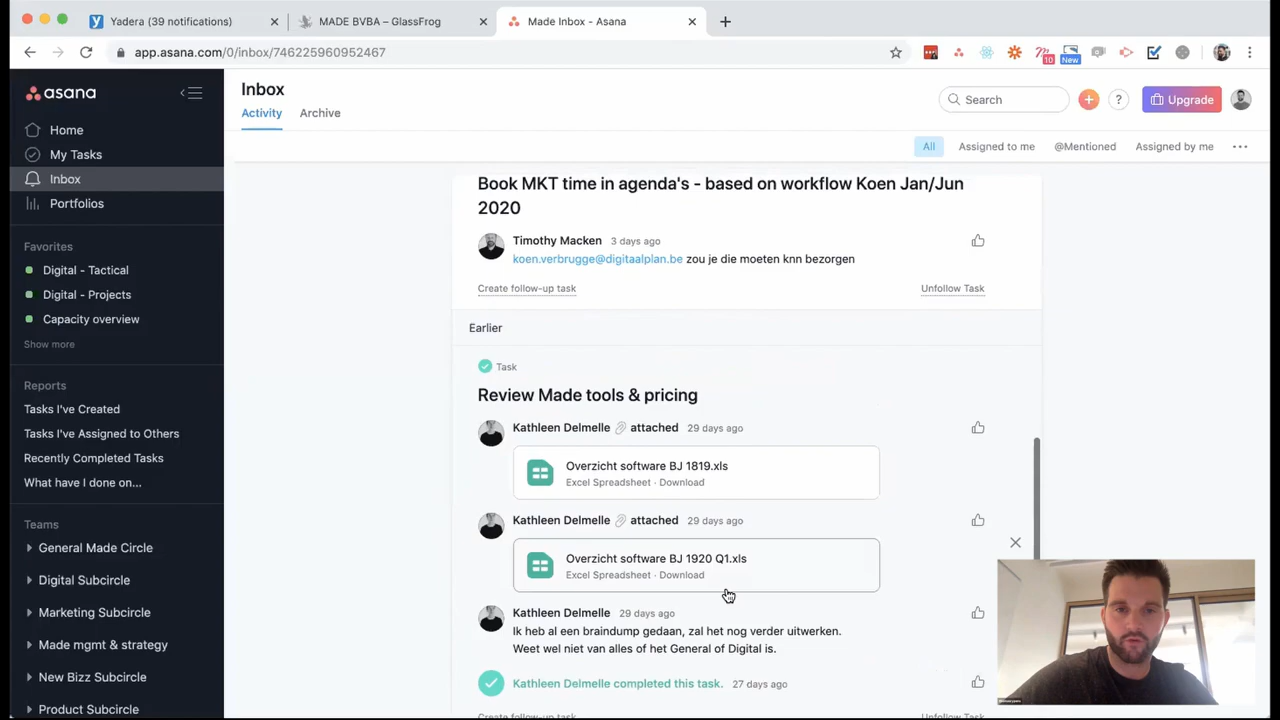 Yadera (39 notifications)
MADE BVBA – GlassFrog
Made Inbox - Asana
app.asana.com/0/inbox/746225960952467
10
New
asana
Home
My Tasks
Inbox
Portfolios
Favorites
Digital - Tactical
Digital - Projects
Capacity overview
Show more
Reports
Tasks I've Created
Tasks I've Assigned to Others
Recently Completed Tasks
What have I done on...
Teams
General Made Circle
Digital Subcircle
Marketing Subcircle
Made mgmt & strategy
New Bizz Subcircle
Product Subcircle
Inbox
Activity
Archive
Search
?
Upgrade
All
Assigned to me
@Mentioned
Assigned by me
Book MKT time in agenda's - based on workflow Koen Jan/Jun
2020
Timothy Macken 3 days ago
koen.verbrugge@digitaalplan.be zou je die moeten knn bezorgen
Create follow-up task
Unfollow Task
Earlier
Task
Review Made tools & pricing
Kathleen Delmelle attached 29 days ago
Overzicht software BJ 1819.xls
Excel Spreadsheet · Download
Kathleen Delmelle attached 29 days ago
Overzicht software BJ 1920 Q1.xls
Excel Spreadsheet · Download
Kathleen Delmelle 29 days ago
Ik heb al een braindump gedaan, zal het nog verder uitwerken.
Weet wel niet van alles of het General of Digital is.
Kathleen Delmelle completed this task. 27 days ago
Create follow-up task
Unfollow Task